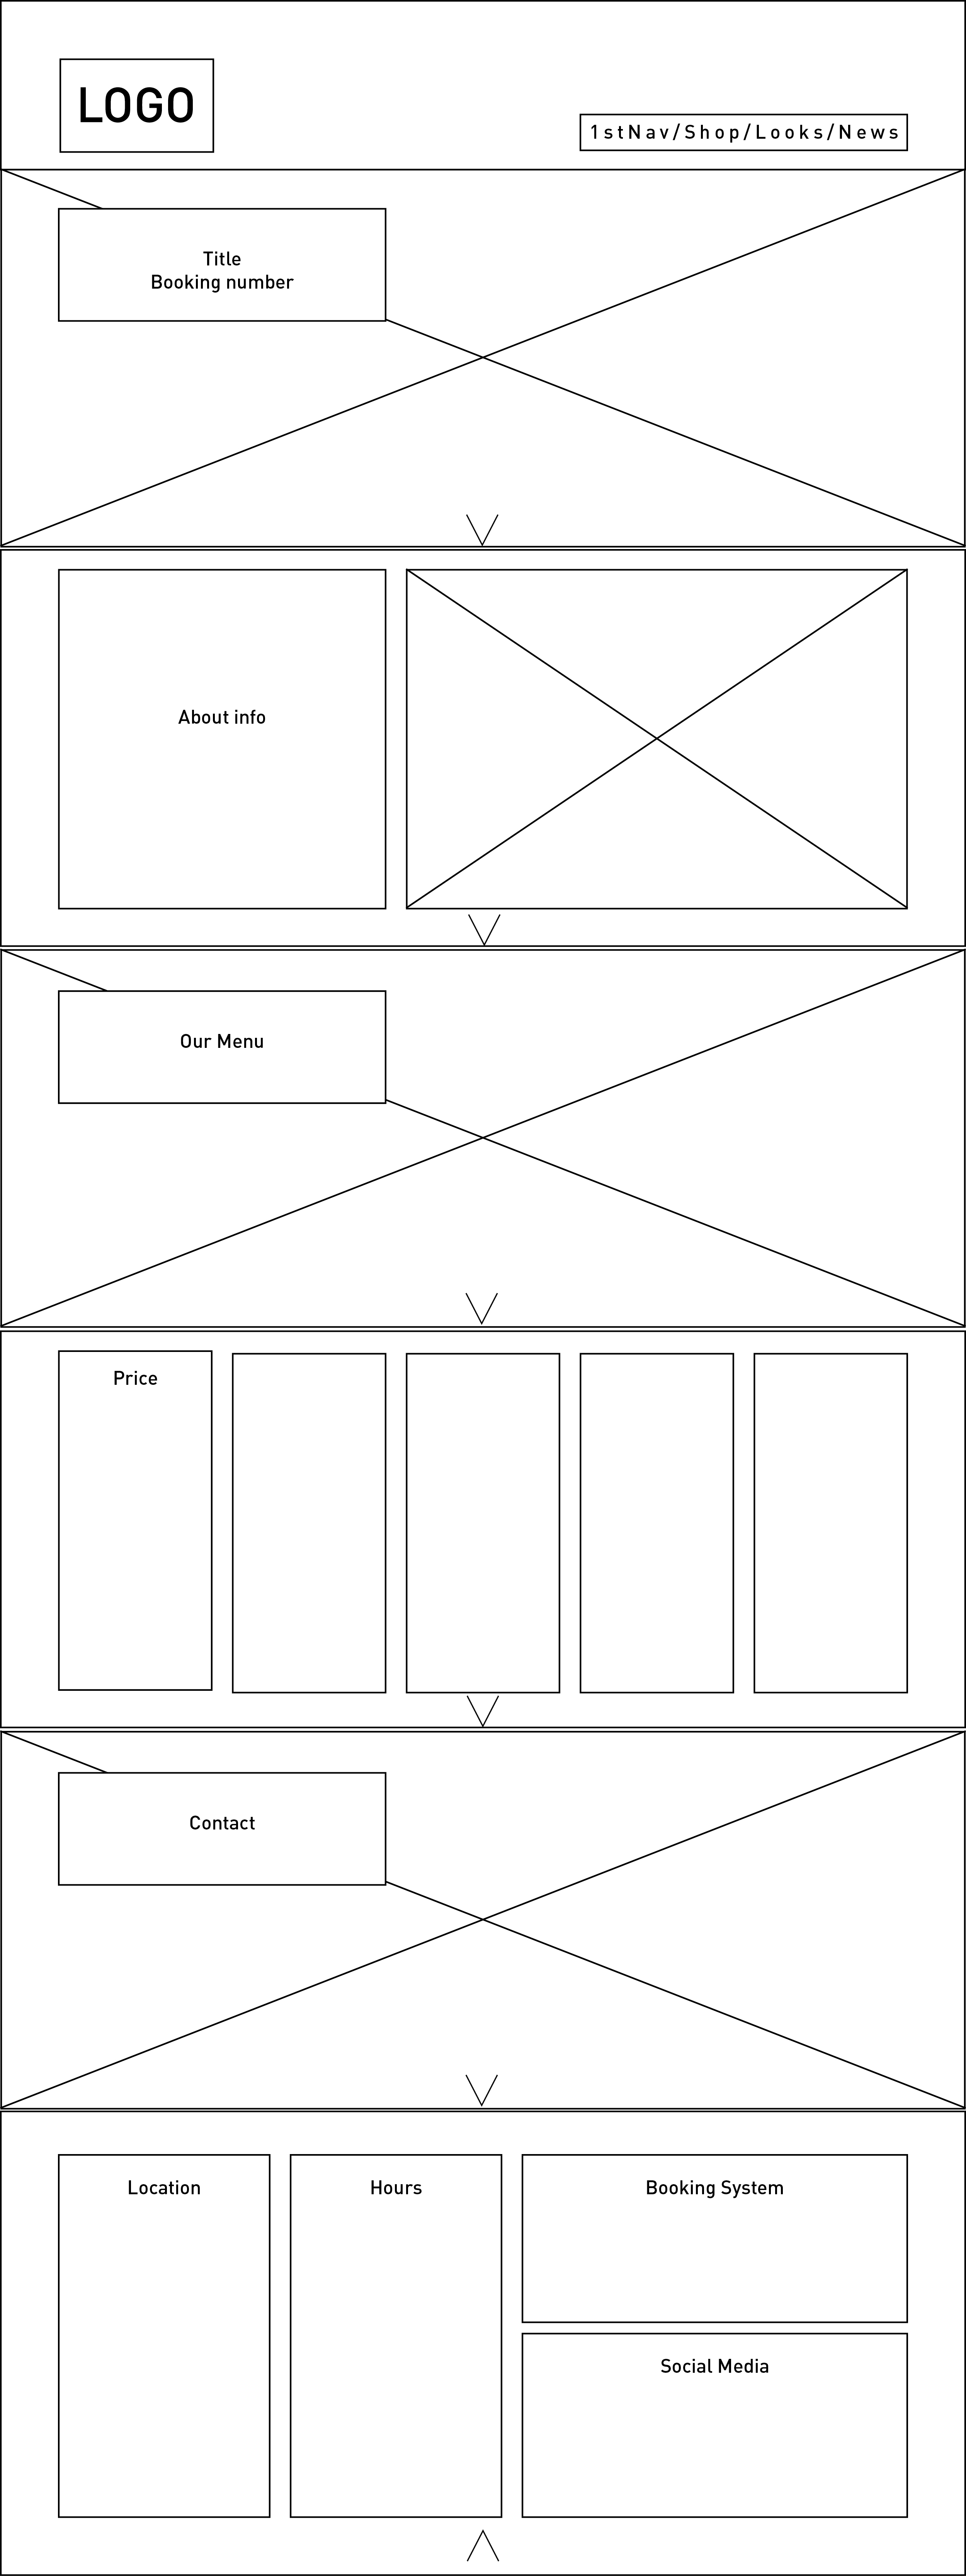 LOGO
1stNav/Shop/Looks/News
Title
Booking number
About info
Our Menu
Price
Contact
Location
Hours
Booking System
Social Media